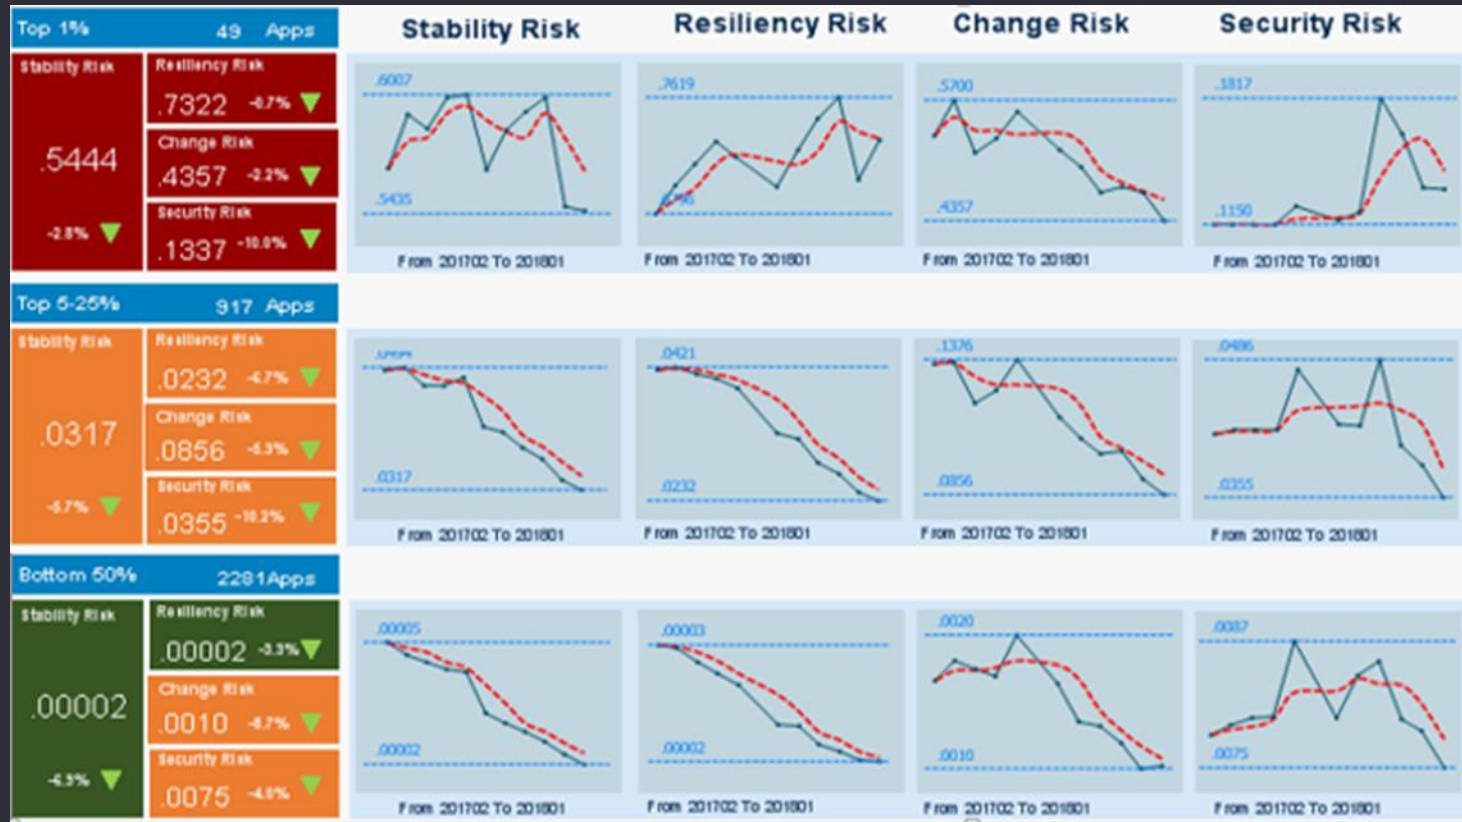 Top 1% 49 Apps
Stability Risk Resiliency Risk Change Risk Security Risk
Stability Risk
.5444
-2.8%
Resiliency Risk
.7322 -0.7%
Change Risk
.4357 -2.2%
Security Risk
.1337 -10.0%
.6007
.5435
From 201702 To 201801
.7619
From 201702 To 201801
.5700
.4357
From 201702 To 201801
.1817
.1150
From 201702 To 201801
Top 5-25% 917 Apps
Stability Risk
.0317
-5.7%
Resiliency Risk
.0232 -6.7%
Change Risk
.0856 -5.3%
Security Risk
.0355 -10.2%
.0317
From 201702 To 201801
.0421
.0232
From 201702 To 201801
.1376
.0856
From 201702 To 201801
.0486
.0355
From 201702 To 201801
Bottom 50% 2281Apps
Stability Risk
.00002
Resiliency Risk
.00002 -3.3%
Change Risk
.0010
Security Risk
.0075
.00005
.00002
From 201702 To 201801
.00003
.00002
From 201702 To 201801
.0020
.0010
From 201702 To 201801
.0087
.0075
From 201702 To 201801